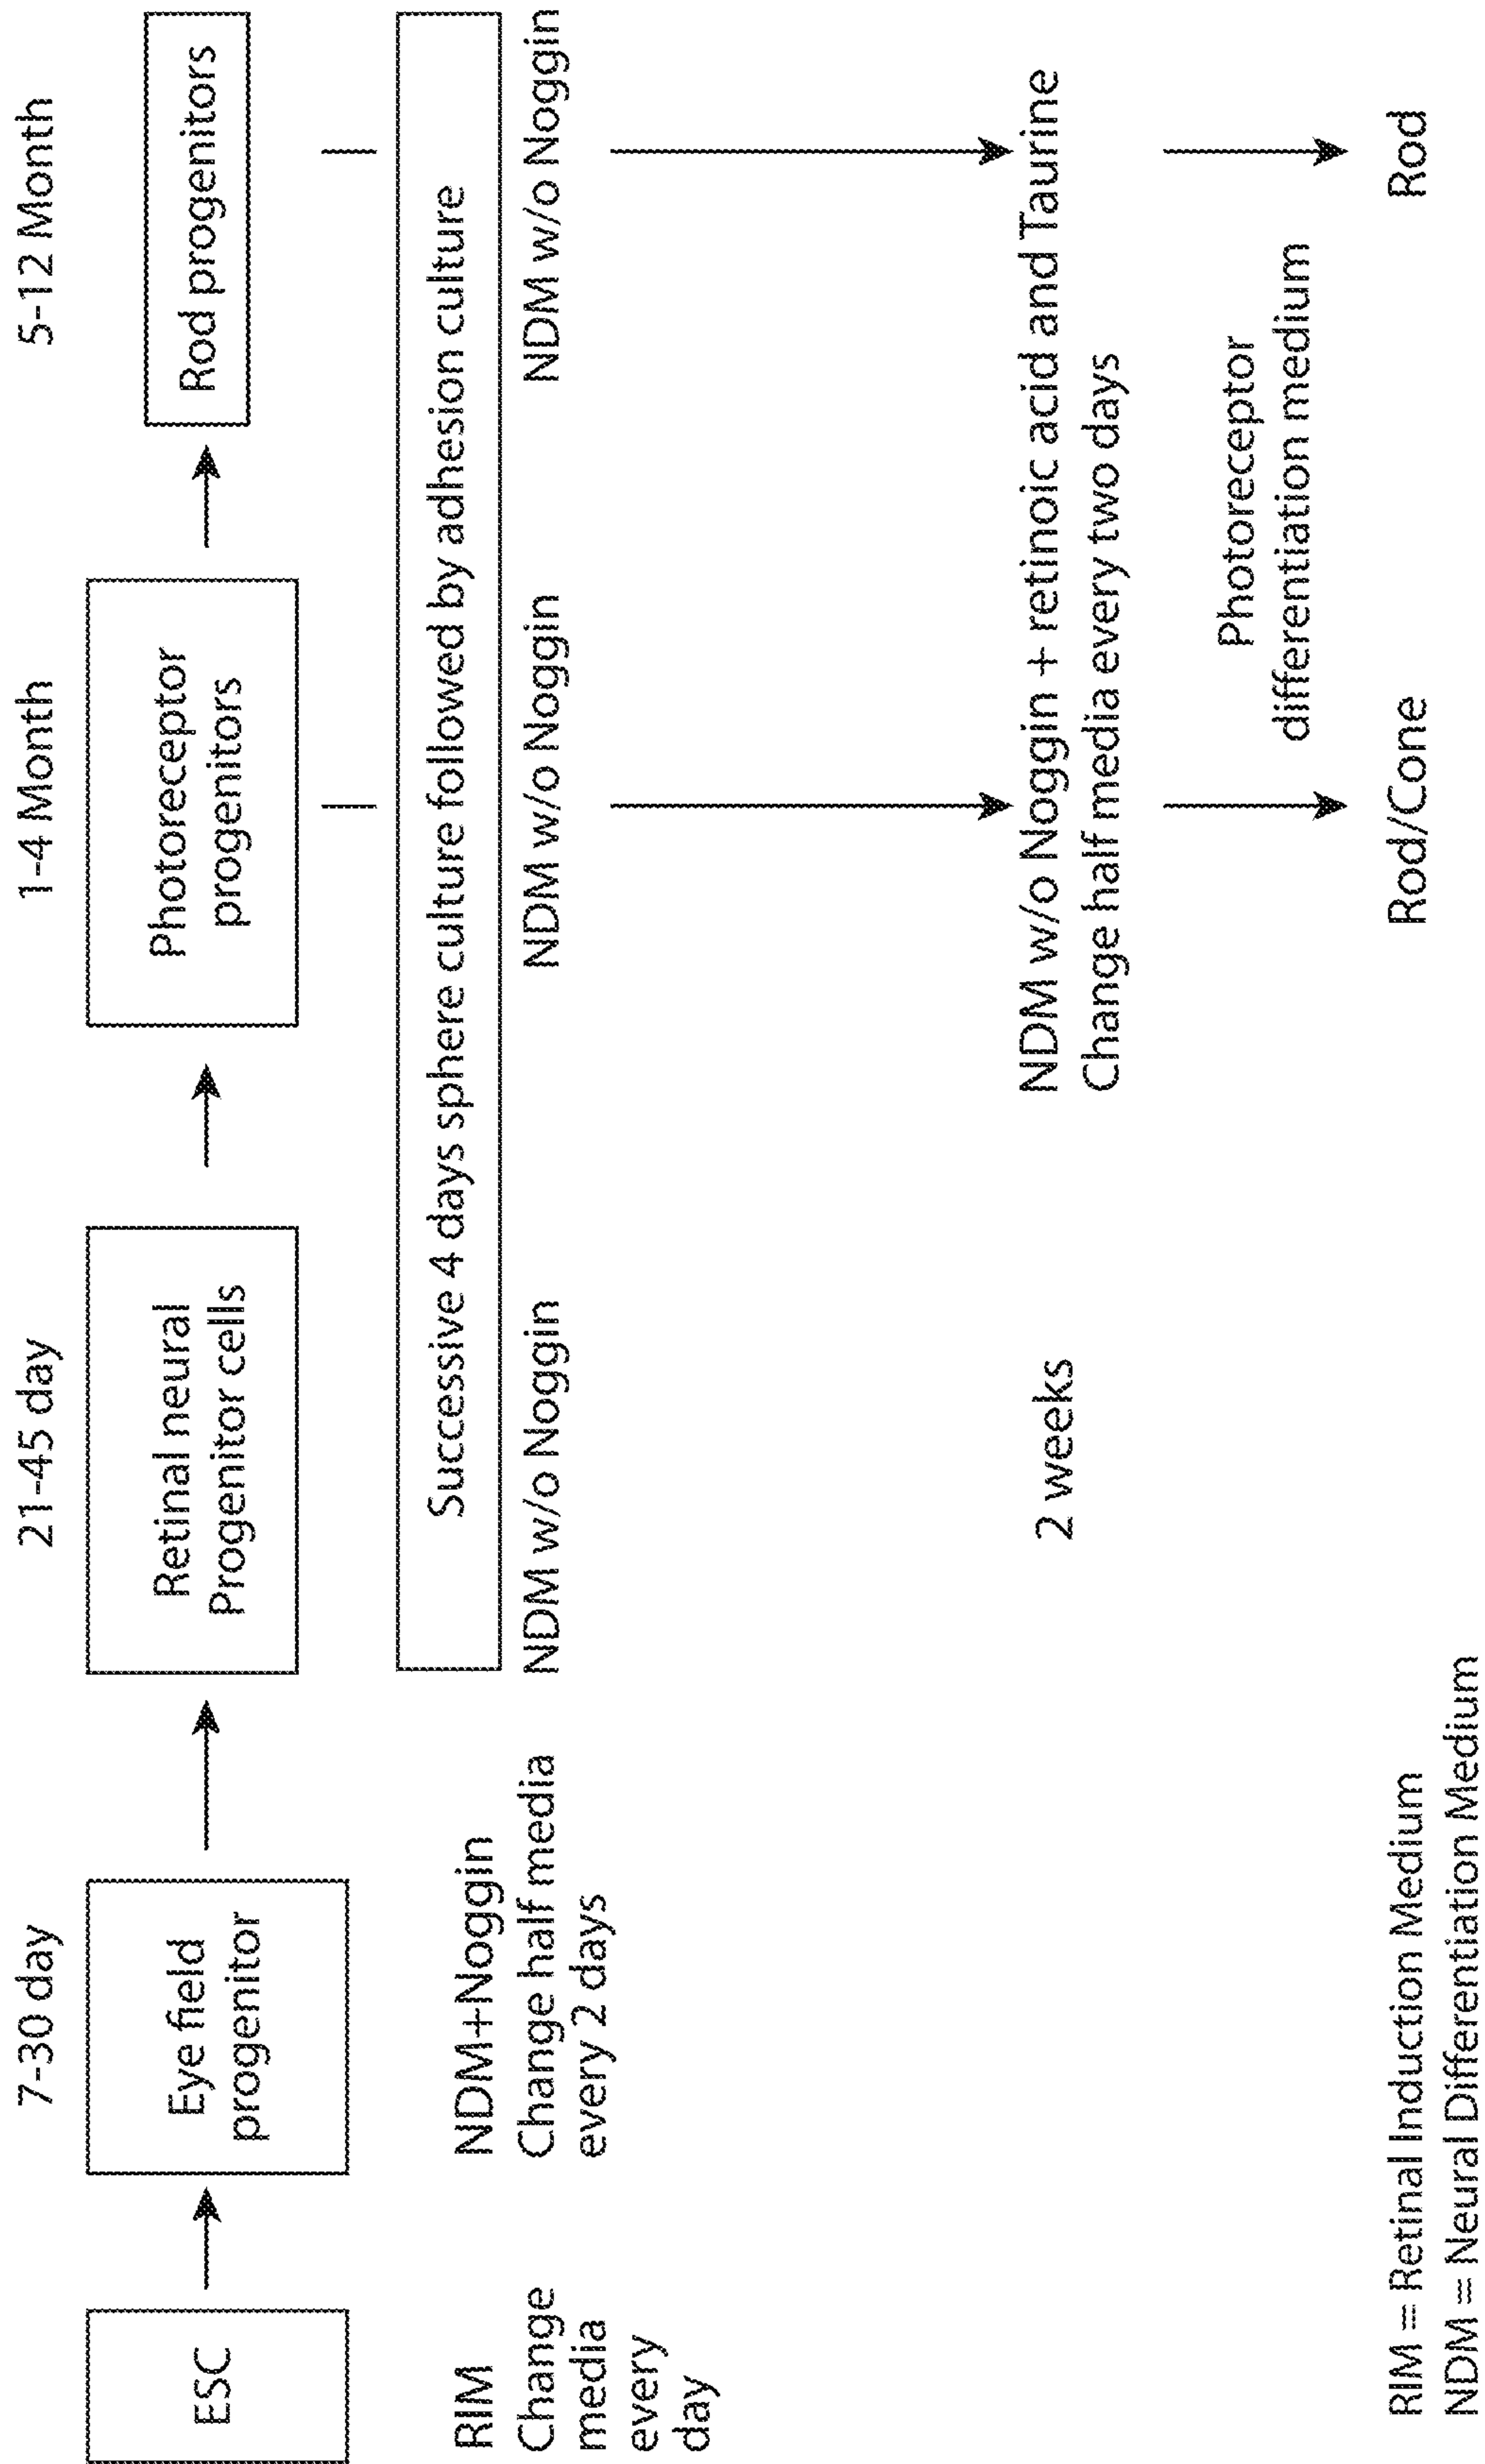 7-30 day
21-45 day
1-4 Month
5-12 Month
ESC
Eye field
progenitor
Retinal neural
Progenitor cells
Photoreceptor
progenitors
Rod progenitors
Successive 4 days sphere culture followed by adhesion culture
RIM
Change
media
every
day
NDM+Noggin
Change half media
every 2 days
NDM w/o Noggin
NDM w/o Noggin
NDM w/o Noggin
2 weeks
NDM w/o Noggin + retinoic acid and Taurine
Change half media every two days
Photoreceptor
differentiation medium
Rod/Cone
Rod
RIM = Retinal Induction Medium
NDM = Neural Differentiation Medium